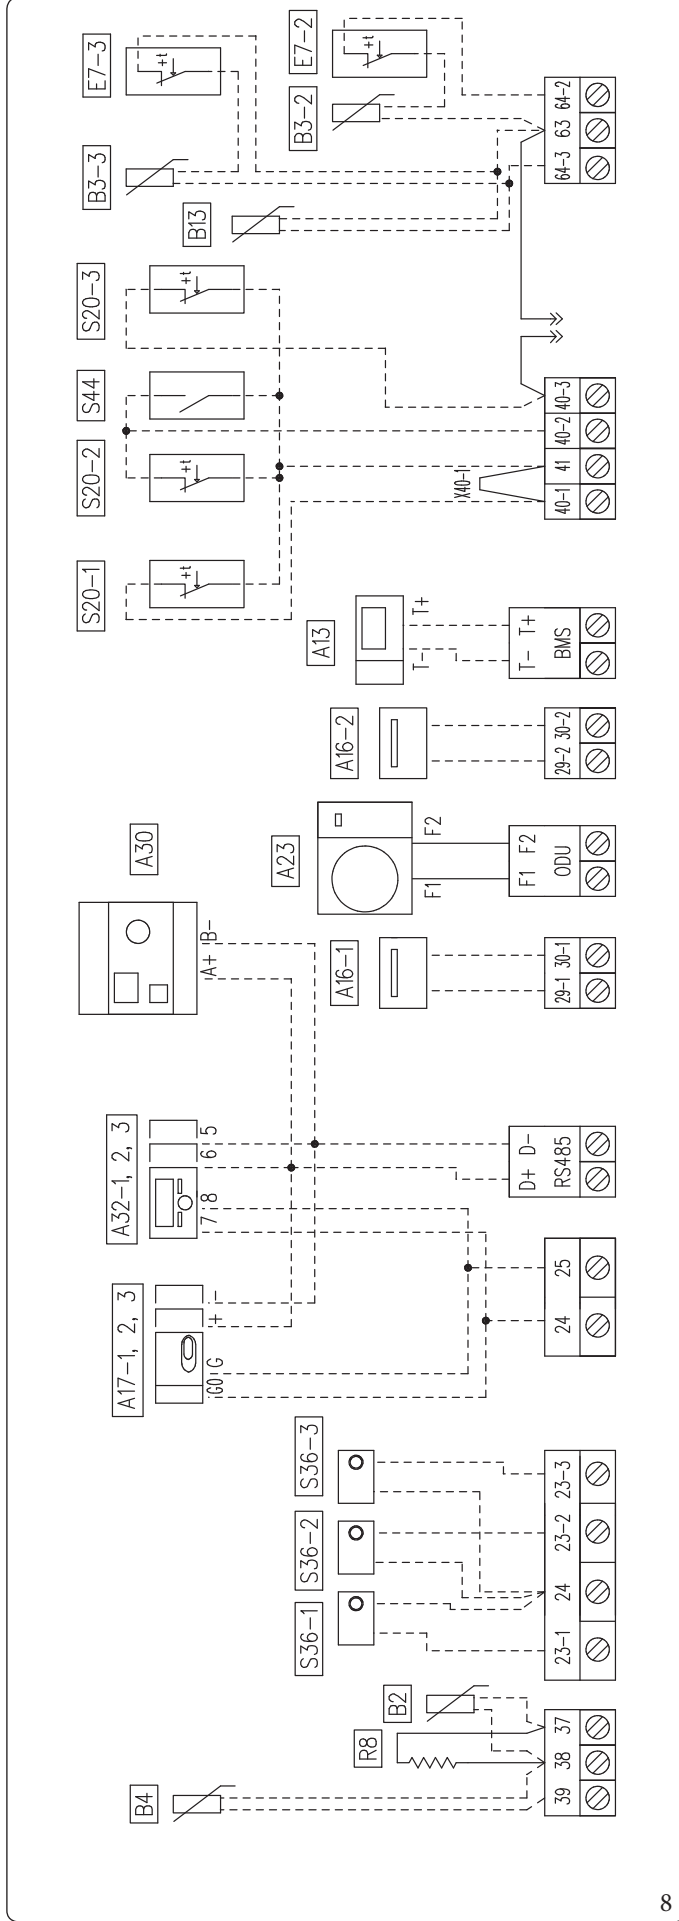 E7-3
+t
E7-2
+t
B3-2
B3-3
B13
64-3 63 64-2
S20-3
+t
S44
S20-2
+t
S20-1
+t
X40-1
40-1 41 40-2 40-3
A13
T- T+
T- T+
BMS
A16-2
29-2 30-2
A30
A+ B-
A23
F1 F2
F1 F2
ODU
A16-1
29-1 30-1
A32-1, 2, 3
7 8 6 5
D+ D-
RS485
A17-1, 2, 3
G0 G + -
24 25
S36-3
S36-2
S36-1
23-1 24 23-2 23-3
B2
R8
B4
39 38 37
8